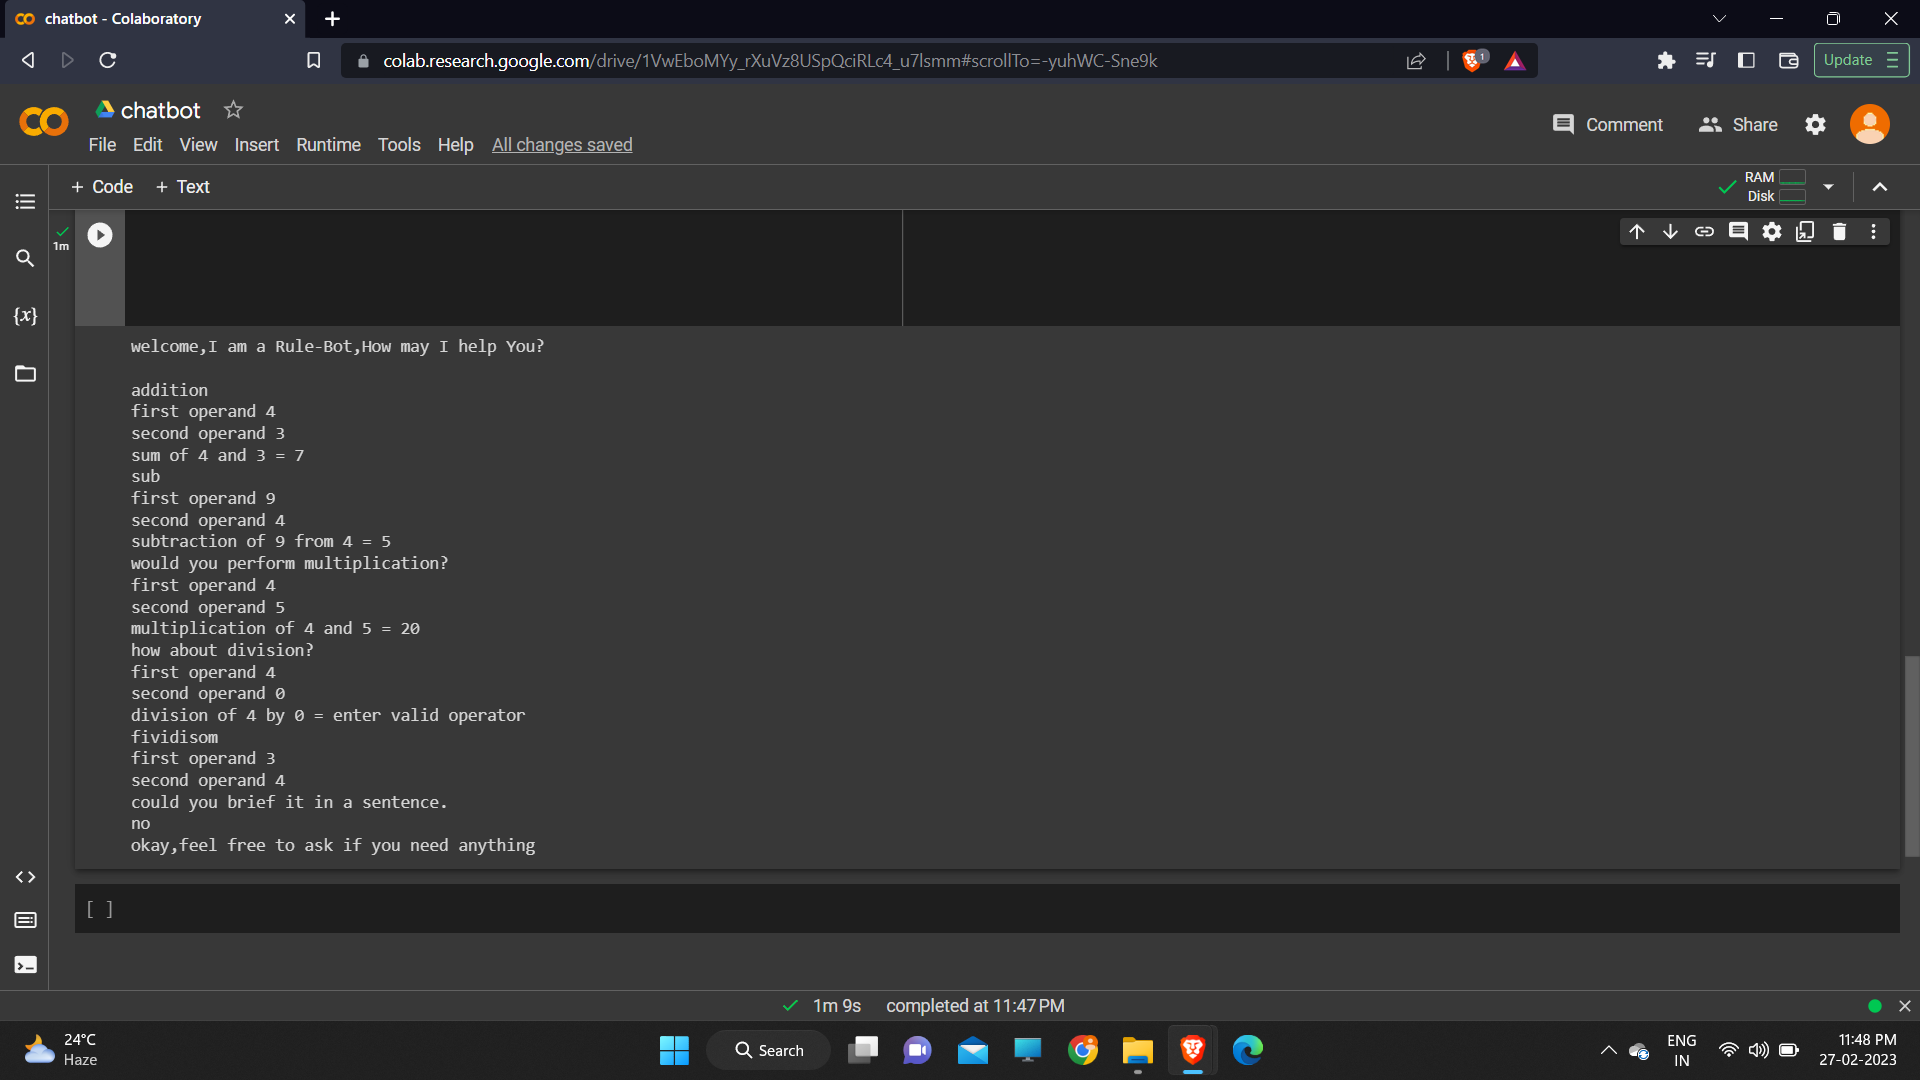 chatbot - Colaboratory
colab.research.google.com/drive/1VwEboMYy_rXuVz8USpQciRLc4_u7lsmm#scrollTo=-yuhWC-Sne9k
1
Update
chatbot
File Edit View Insert Runtime Tools Help All changes saved
Comment Share
+ Code + Text
RAM
Disk
1m
{x}
welcome,I am a Rule-Bot,How may I help You?
addition
first operand 4
second operand 3
sum of 4 and 3 = 7
sub
first operand 9
second operand 4
subtraction of 9 from 4 = 5
would you perform multiplication?
first operand 4
second operand 5
multiplication of 4 and 5 = 20
how about division?
first operand 4
second operand 0
division of 4 by 0 = enter valid operator
fividisom
first operand 3
second operand 4
could you brief it in a sentence.
no
okay,feel free to ask if you need anything
[ ]
1m 9s completed at 11:47 PM
24°C
Haze
Search
ENG
IN
11:48 PM
27-02-2023